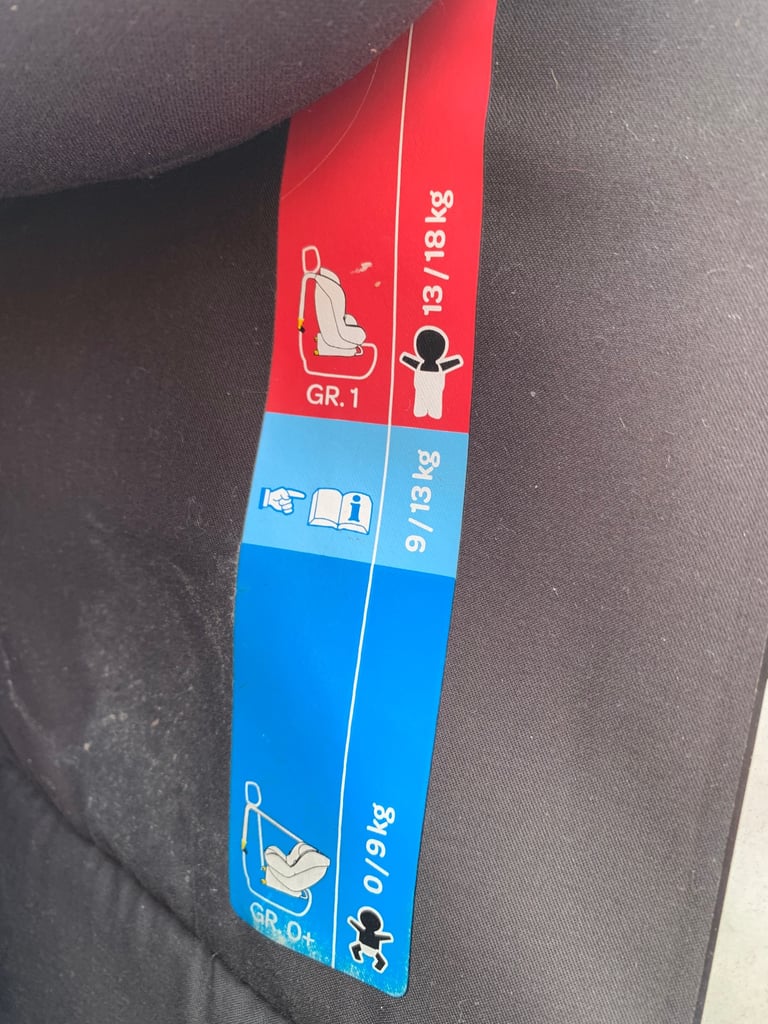 13/18 kg
GR. 1
9/13 kg
i
0/9 kg
GR. 0+